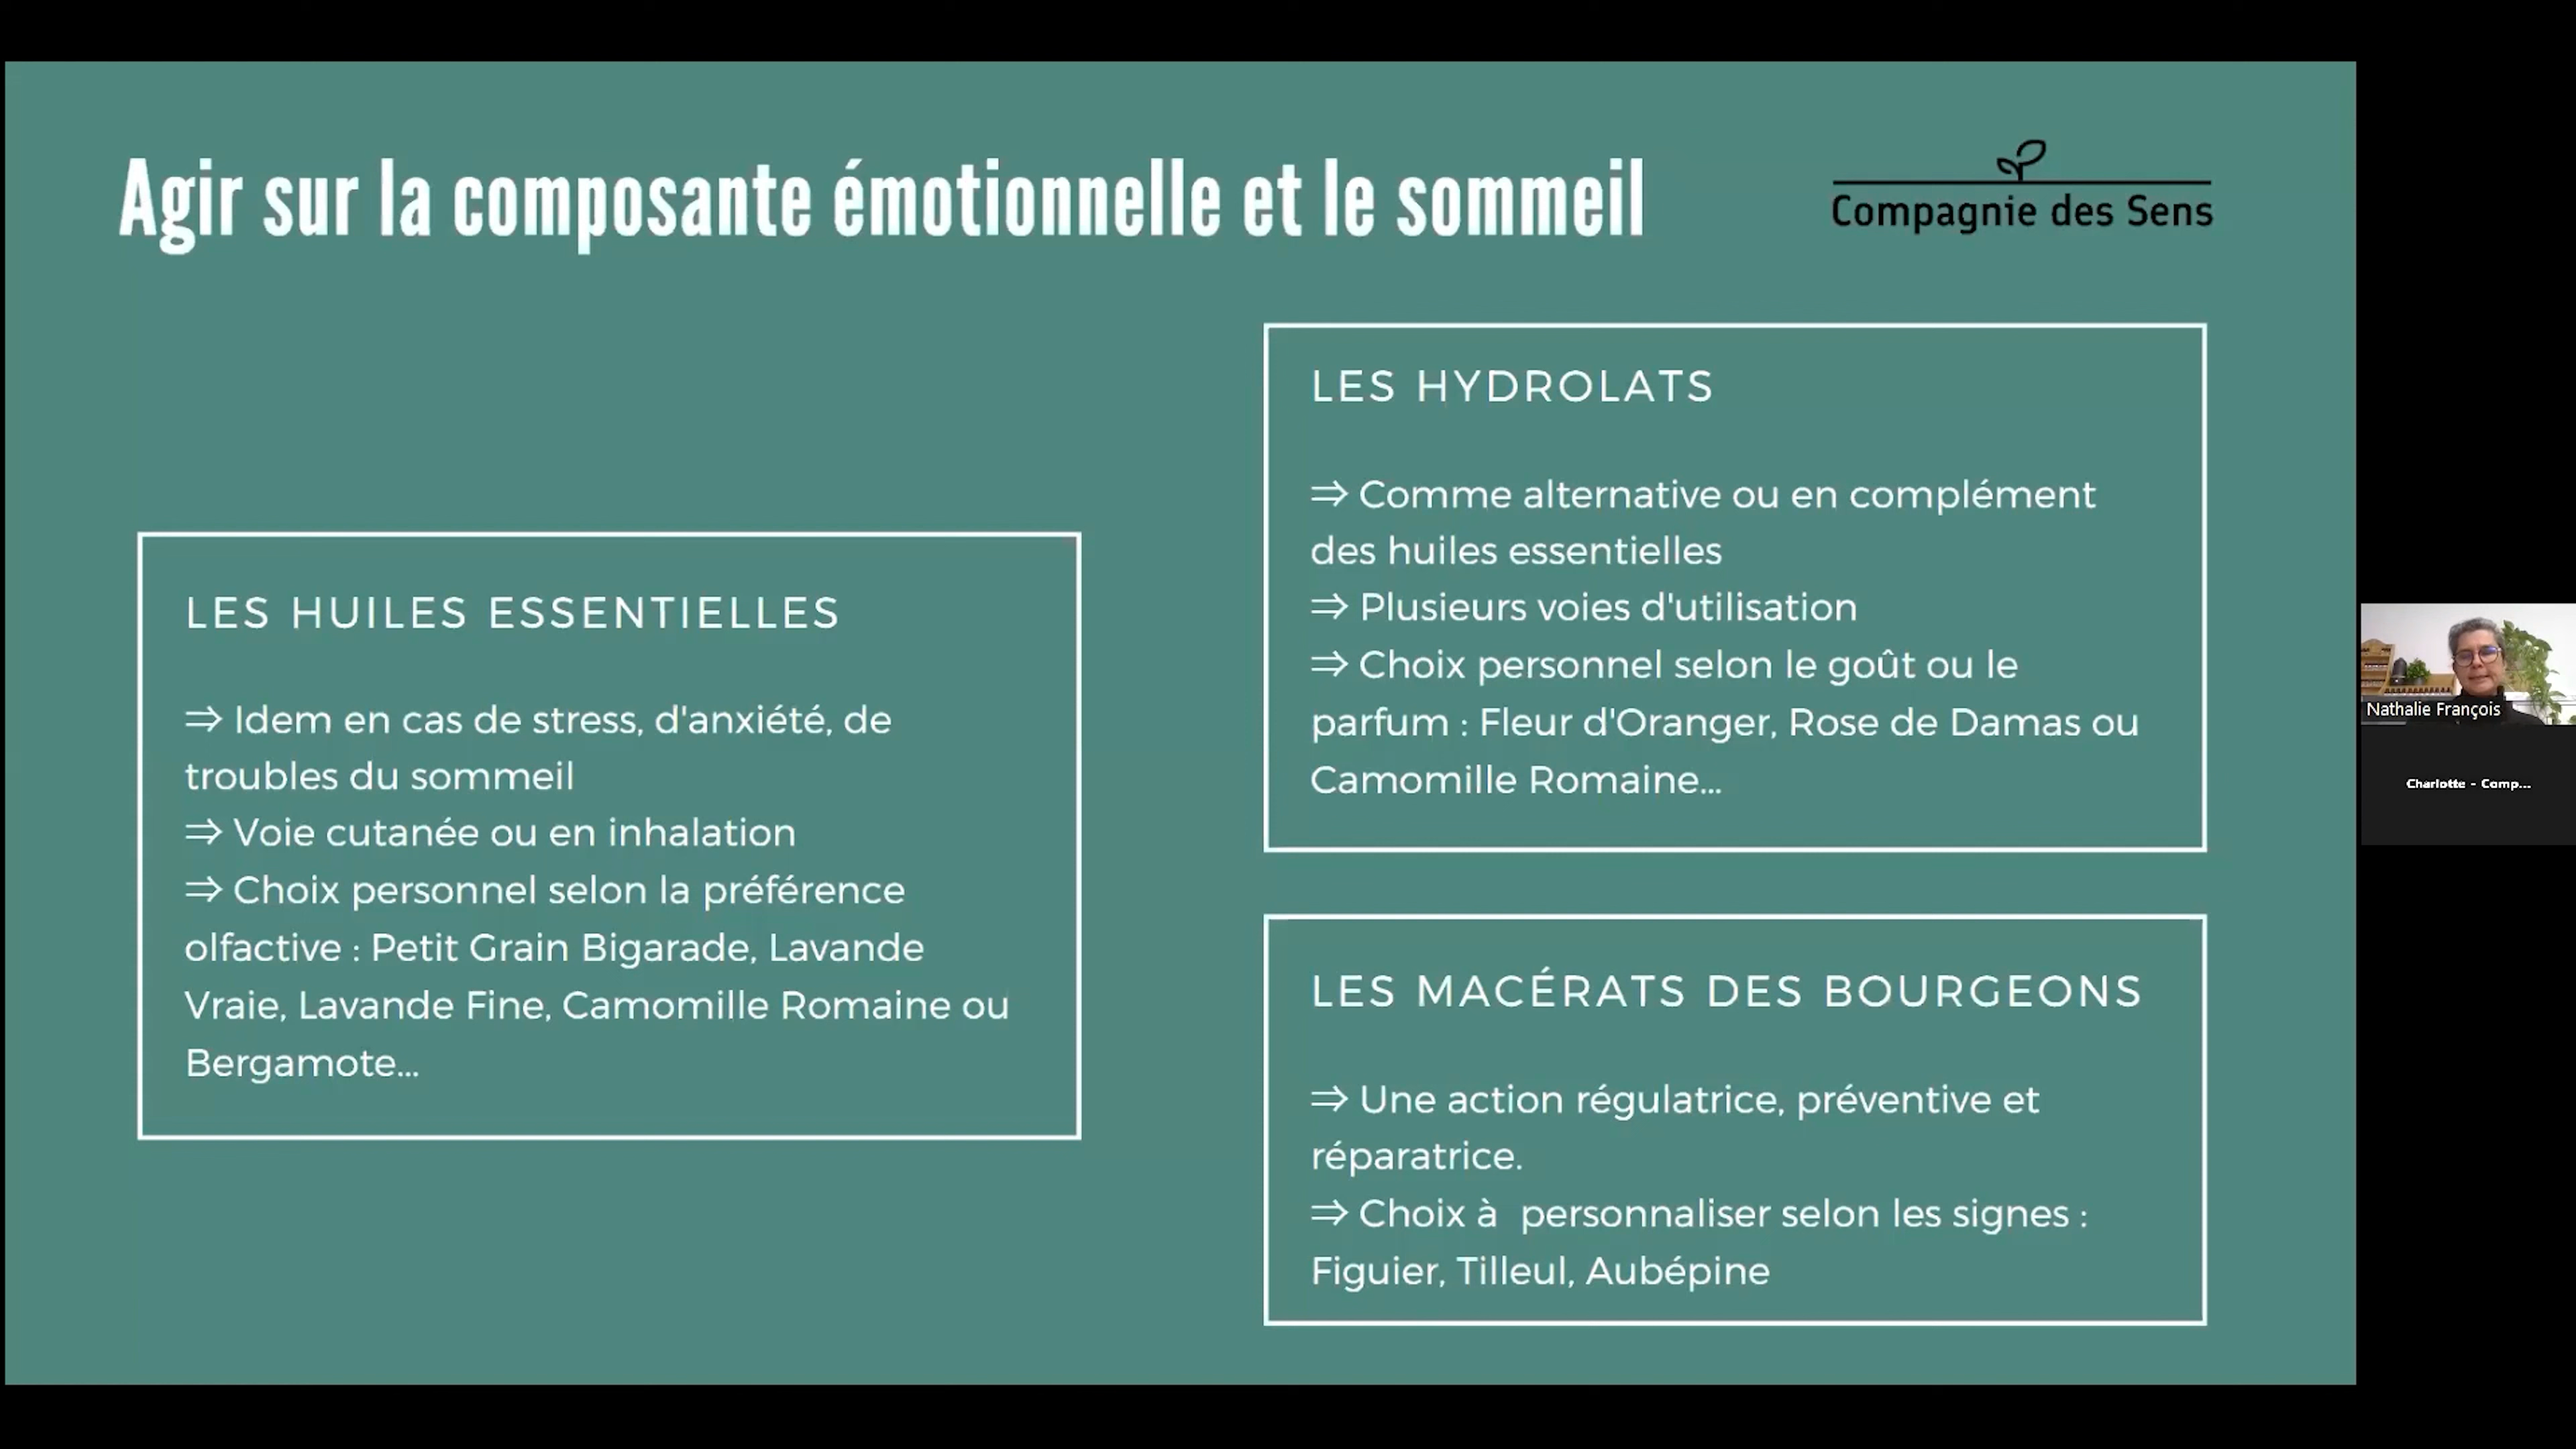 Agir sur la composante émotionnelle et le sommeil
Compagnie des Sens
LES HUILES ESSENTIELLES
⇒ Idem en cas de stress, d'anxiété, de
troubles du sommeil
⇒ Voie cutanée ou en inhalation
⇒ Choix personnel selon la préférence
olfactive : Petit Grain Bigarade, Lavande
Vraie, Lavande Fine, Camomille Romaine ou
Bergamote...
LES HYDROLATS
⇒ Comme alternative ou en complément
des huiles essentielles
⇒ Plusieurs voies d'utilisation
⇒ Choix personnel selon le goût ou le
parfum : Fleur d'Oranger, Rose de Damas ou
Camomille Romaine...
LES MACÉRATS DES BOURGEONS
⇒ Une action régulatrice, préventive et
réparatrice.
⇒ Choix à  personnaliser selon les signes :
Figuier, Tilleul, Aubépine
Nathalie François
Charlotte - Comp...